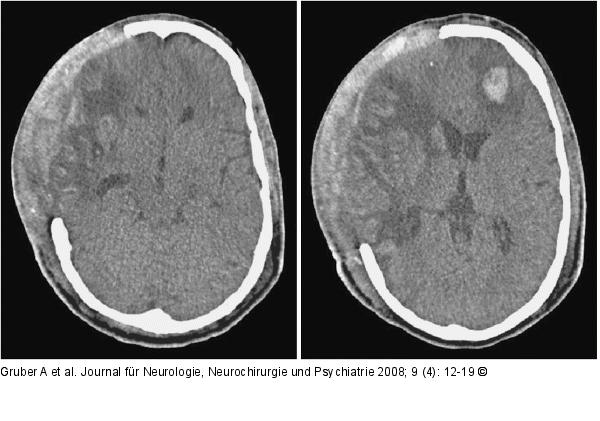 Gruber A et al. Journal für Neurologie, Neurochirurgie und Psychiatrie 2008; 9 (4): 12-19 ©